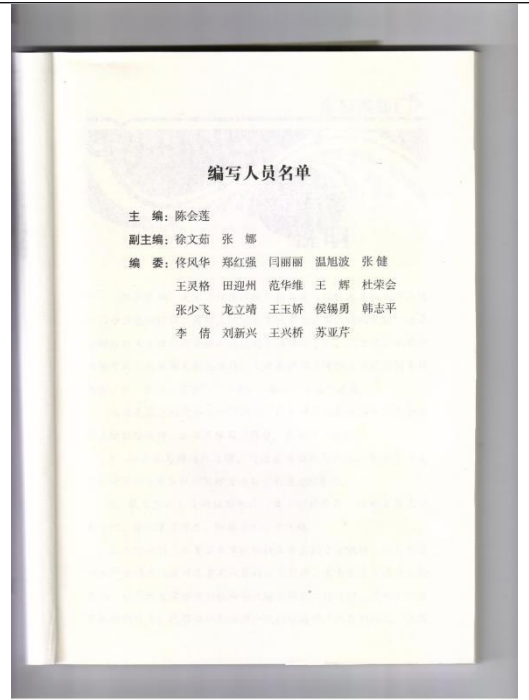 编写人员名单
主 编：陈会莲
副主编：徐文茹 张 娜
编 委：佟风华 郑红强 闫丽丽 温旭波 张 健
王灵格 田迎州 范华维 王 辉 杜荣会
张少飞 龙立靖 王玉娇 侯锡勇 韩志平
李 倩 刘新兴 王兴桥 苏亚芹